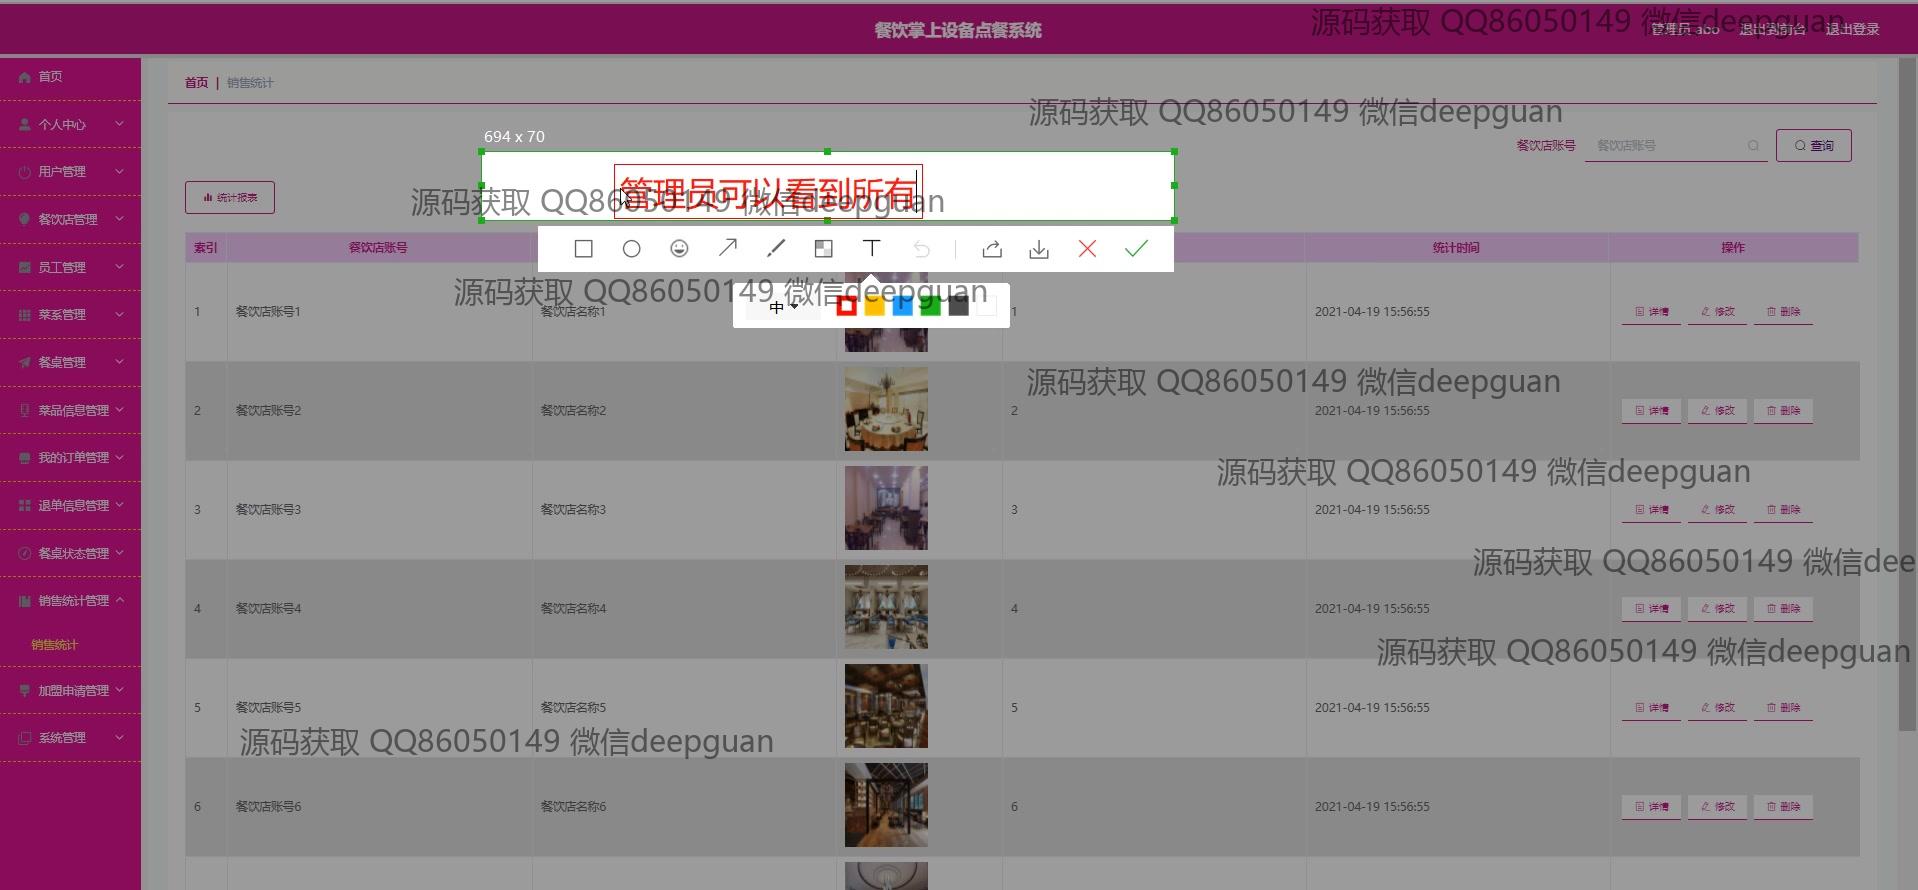 餐饮掌上设备点餐系统
管理员 abo 退出到前台 退出登录
源码获取 QQ86050149 微信deepguan
首页
个人中心
用户管理
餐饮店管理
员工管理
菜系管理
餐桌管理
菜品信息管理
我的订单管理
退单信息管理
餐桌状态管理
销售统计管理
销售统计
加盟申请管理
系统管理
首页 | 销售统计
源码获取 QQ86050149 微信deepguan
694 x 70
餐饮店账号 餐饮店账号 查询
管理员可以看到所有
源码获取 QQ86050149 微信deepguan
统计报表
索引 餐饮店账号 统计时间 操作
源码获取 QQ86050149 微信deepguan
中
1 餐饮店账号1 餐饮店名称1 1 2021-04-19 15:56:55 详情 修改 删除
源码获取 QQ86050149 微信deepguan
2 餐饮店账号2 餐饮店名称2 2 2021-04-19 15:56:55 详情 修改 删除
源码获取 QQ86050149 微信deepguan
3 餐饮店账号3 餐饮店名称3 3 2021-04-19 15:56:55 详情 修改 删除
源码获取 QQ86050149 微信dee
4 餐饮店账号4 餐饮店名称4 4 2021-04-19 15:56:55 详情 修改 删除
源码获取 QQ86050149 微信deepguan
5 餐饮店账号5 餐饮店名称5 5 2021-04-19 15:56:55 详情 修改 删除
源码获取 QQ86050149 微信deepguan
6 餐饮店账号6 餐饮店名称6 6 2021-04-19 15:56:55 详情 修改 删除